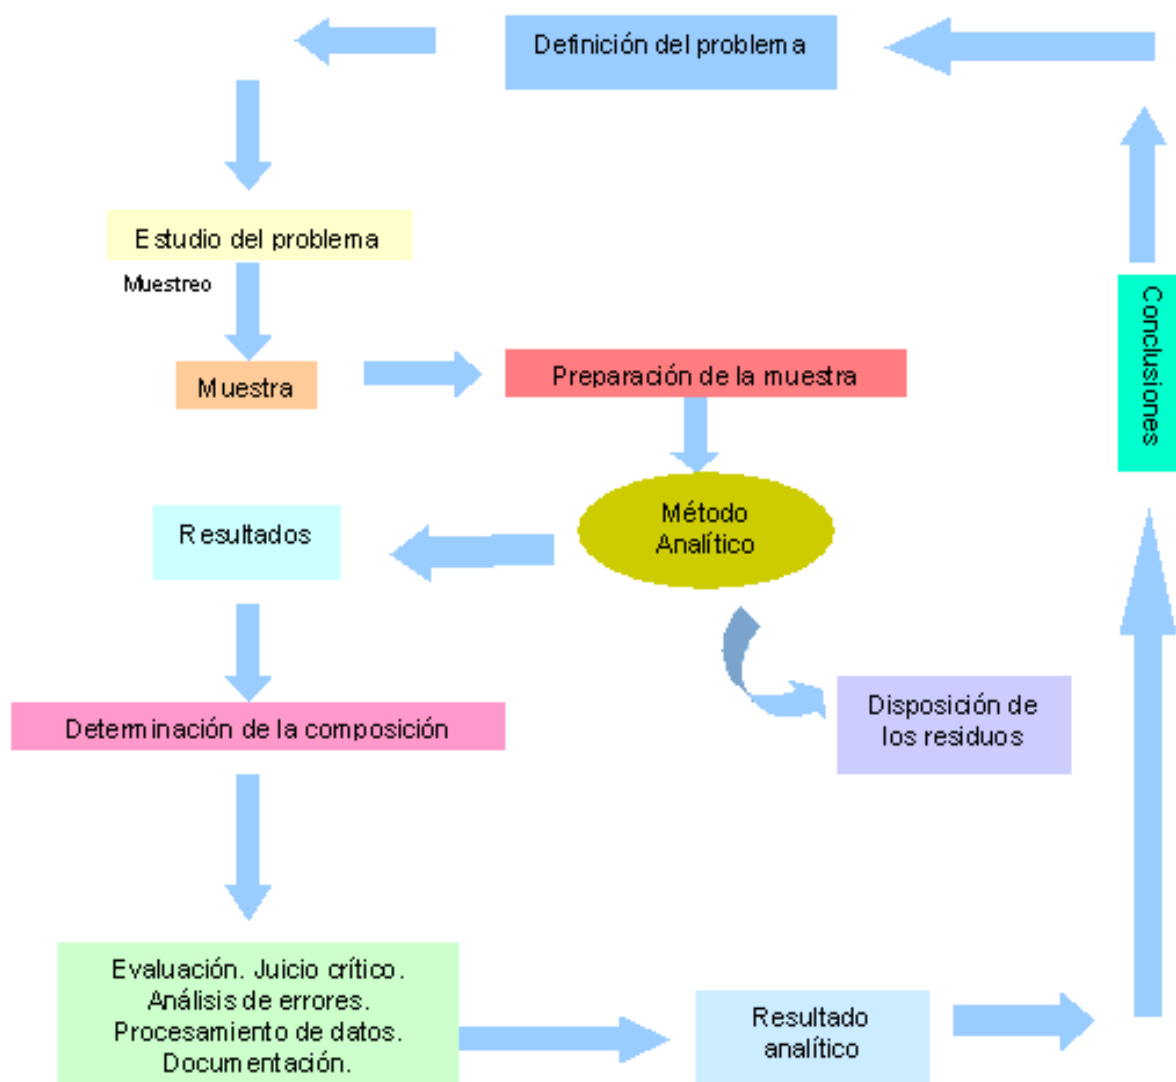 Definición del problema
Estudio del problema
Muestreo
Muestra
Preparación de la muestra
Método
Analítico
Resultados
Disposición de
los residuos
Determinación de la composición
Evaluación. Juicio crítico.
Análisis de errores.
Procesamiento de datos.
Documentación.
Resultado
analítico
Conclusiones